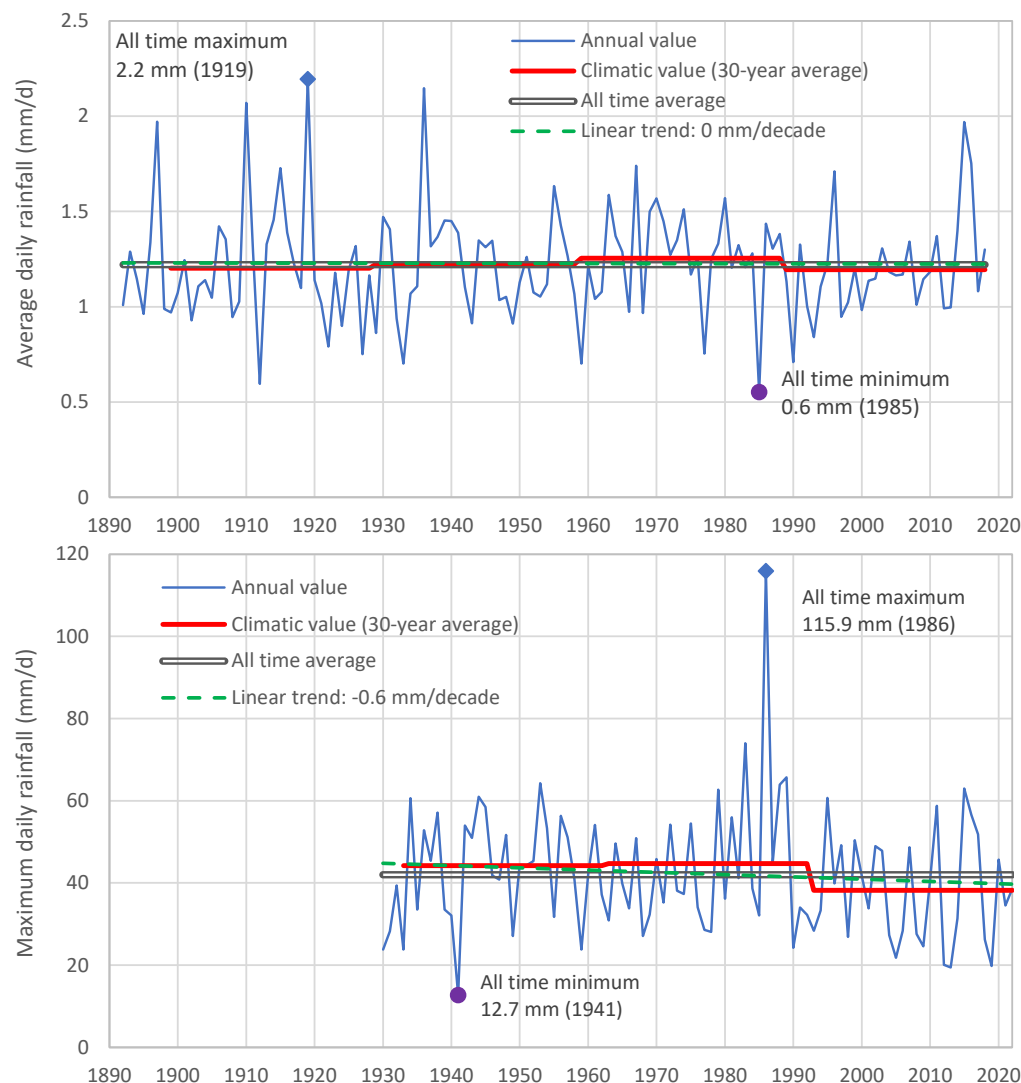 2.5
2
1.5
1
0.5
0
Average daily rainfall (mm/d)
All time maximum
2.2 mm (1919)
Annual value
Climatic value (30-year average)
All time average
Linear trend: 0 mm/decade
All time minimum
0.6 mm (1985)
1890 1900 1910 1920 1930 1940 1950 1960 1970 1980 1990 2000 2010 2020
120
100
80
60
40
20
0
Maximum daily rainfall (mm/d)
Annual value
Climatic value (30-year average)
All time average
Linear trend: -0.6 mm/decade
All time maximum
115.9 mm (1986)
All time minimum
12.7 mm (1941)
1890 1900 1910 1920 1930 1940 1950 1960 1970 1980 1990 2000 2010 2020